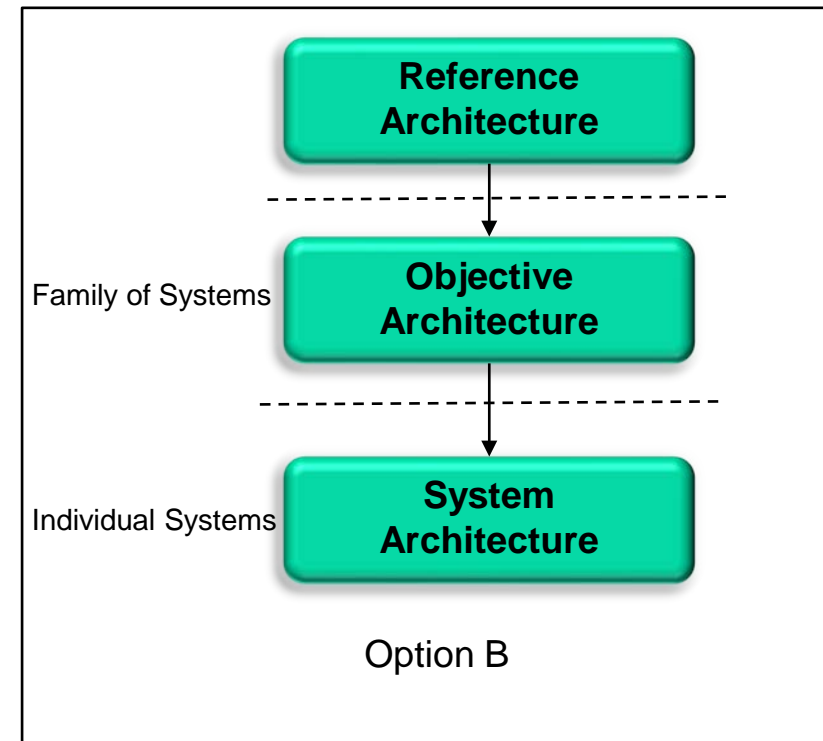 Reference
Architecture
Family of Systems
Objective
Architecture
Individual Systems
System
Architecture
Option B